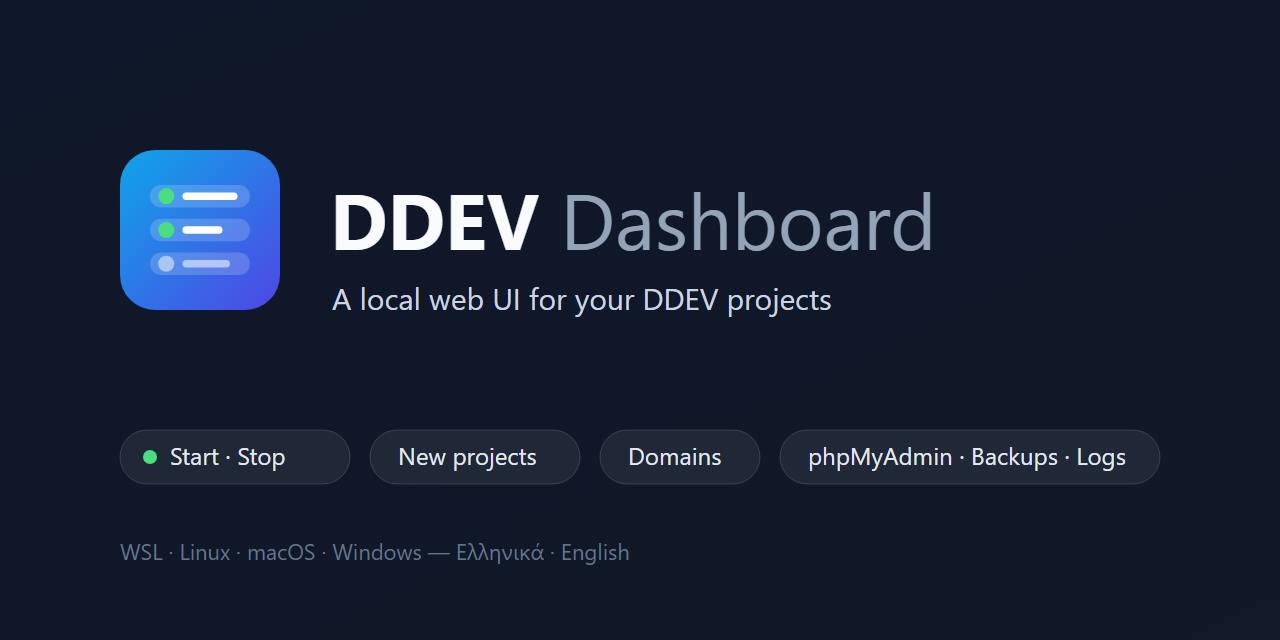 DDEV Dashboard
A local web UI for your DDEV projects
Start · Stop
New projects
Domains
phpMyAdmin · Backups · Logs
WSL · Linux · macOS · Windows — Ελληνικά · English